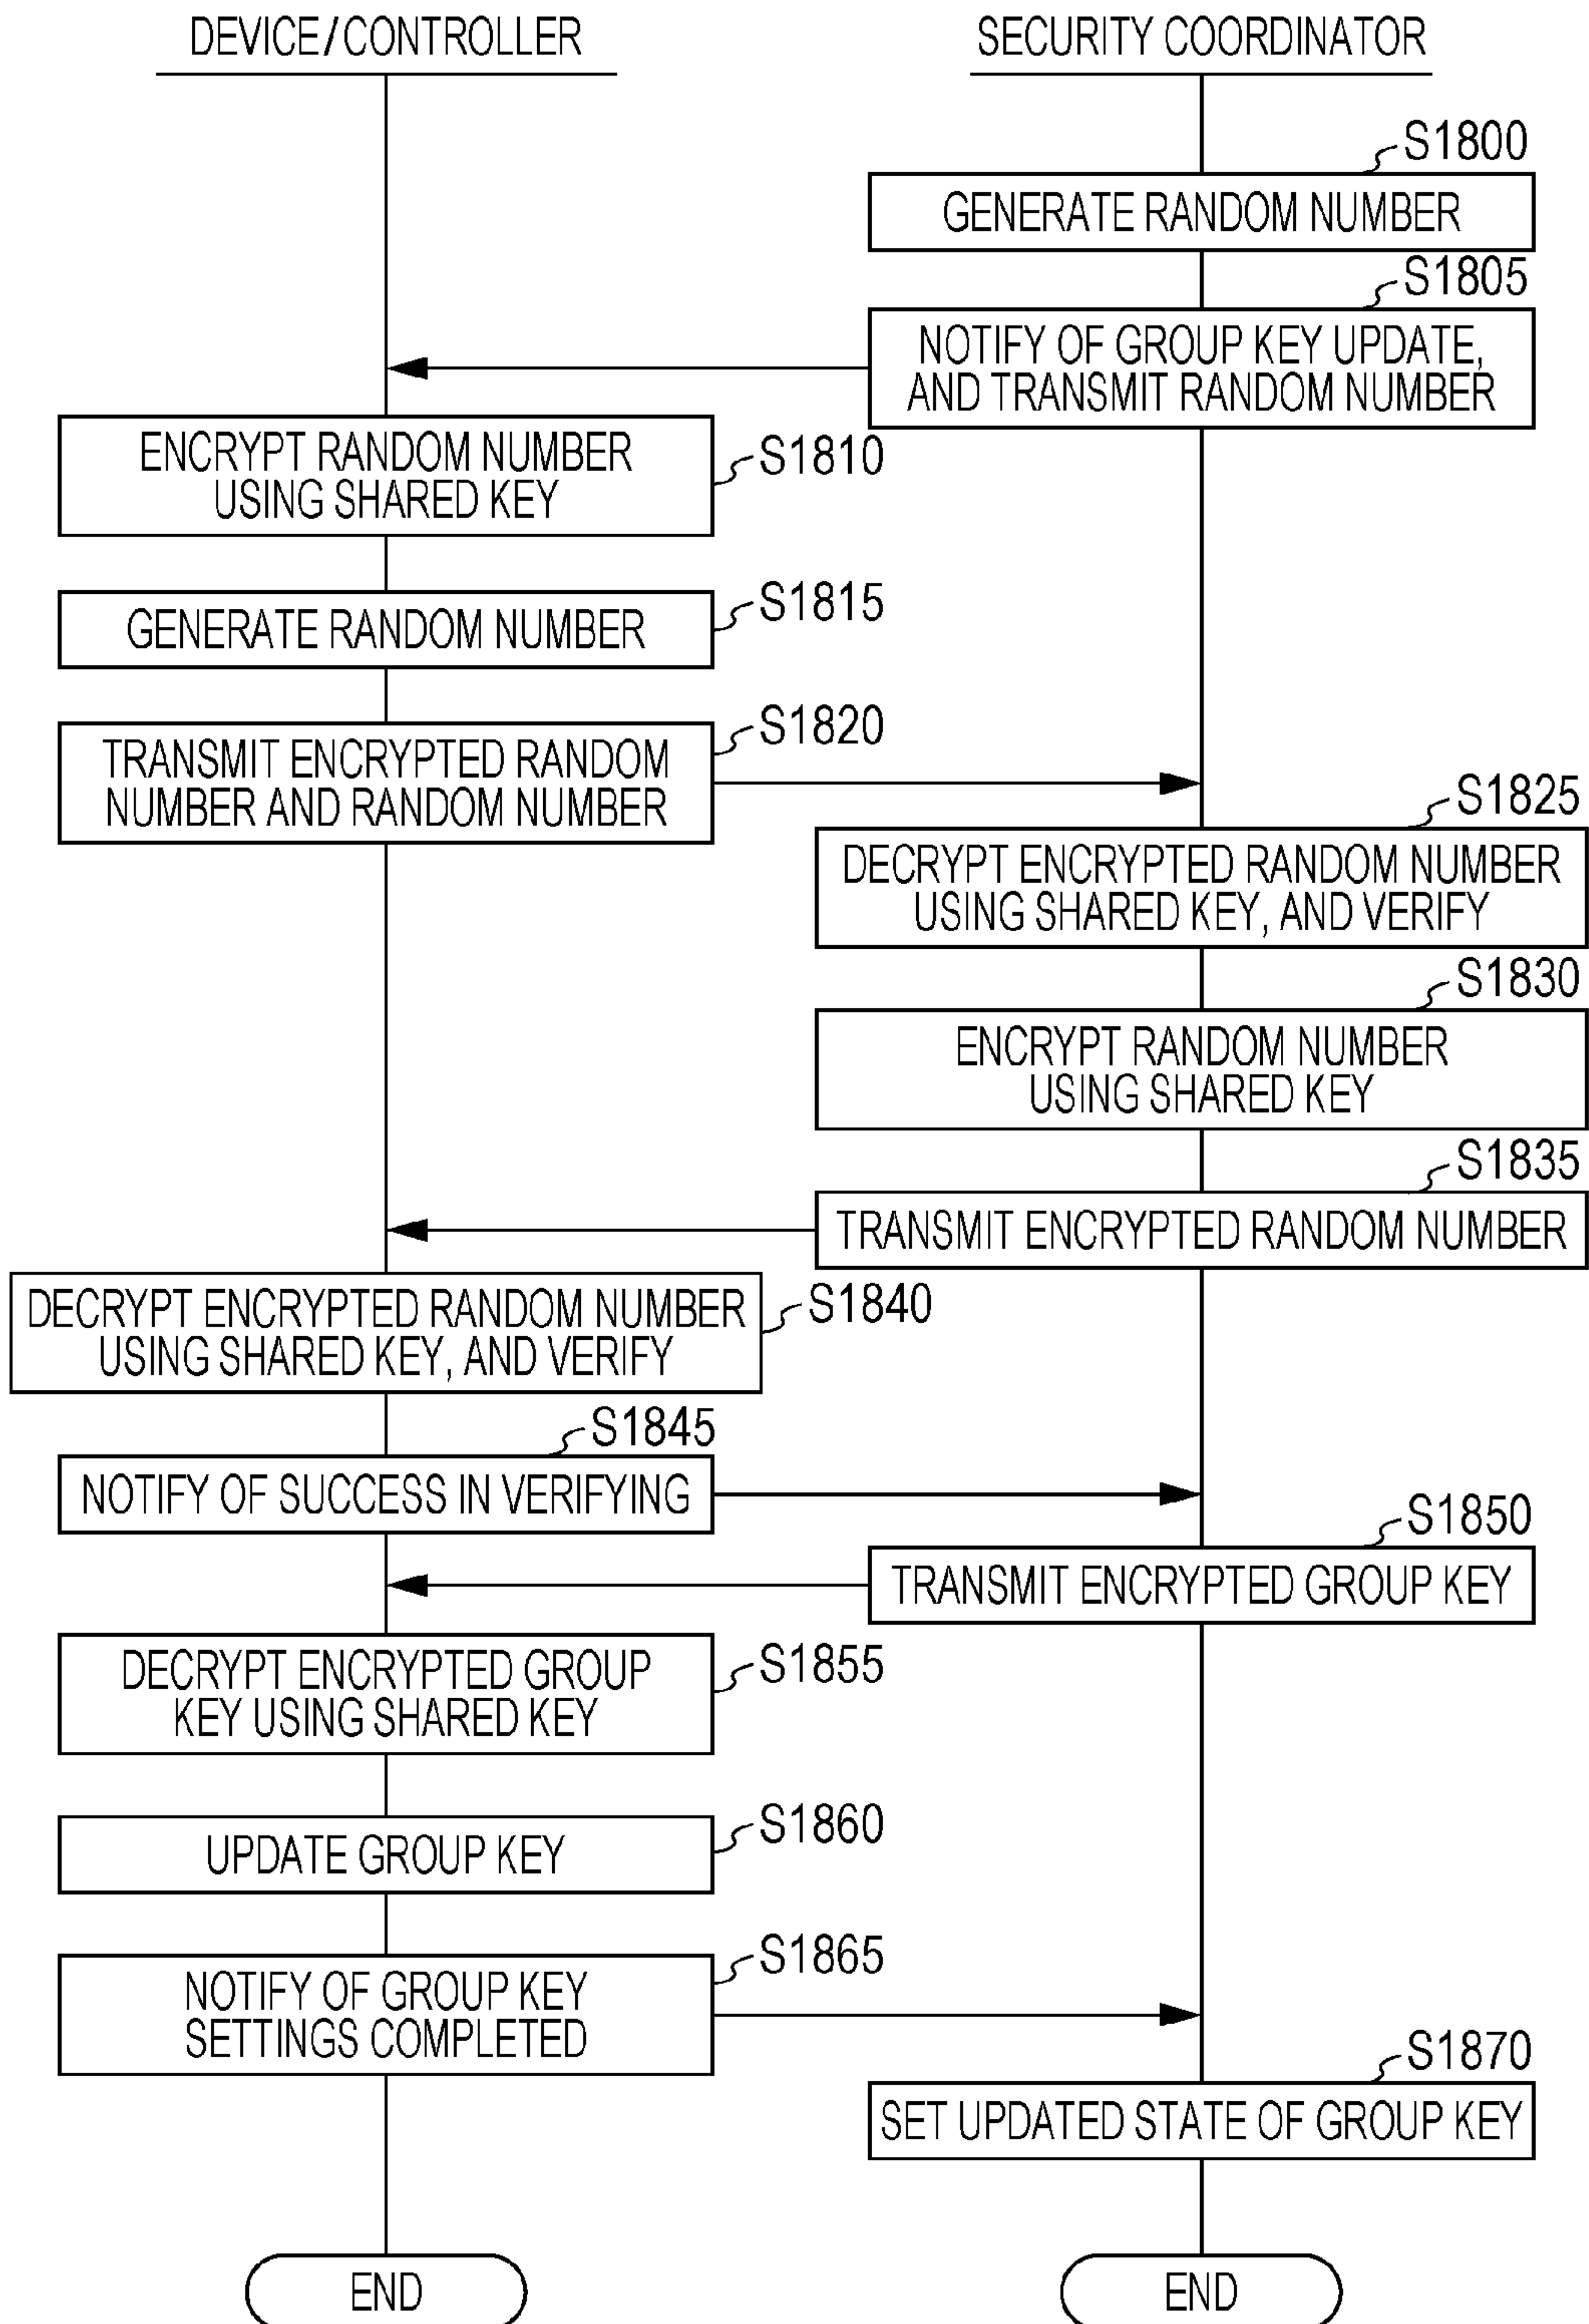 DEVICE/CONTROLLER
SECURITY COORDINATOR
S1800
GENERATE RANDOM NUMBER
S1805
NOTIFY OF GROUP KEY UPDATE,
AND TRANSMIT RANDOM NUMBER
ENCRYPT RANDOM NUMBER
USING SHARED KEY
S1810
GENERATE RANDOM NUMBER
S1815
TRANSMIT ENCRYPTED RANDOM
NUMBER AND RANDOM NUMBER
S1820
S1825
DECRYPT ENCRYPTED RANDOM NUMBER
USING SHARED KEY, AND VERIFY
S1830
ENCRYPT RANDOM NUMBER
USING SHARED KEY
S1835
TRANSMIT ENCRYPTED RANDOM NUMBER
DECRYPT ENCRYPTED RANDOM NUMBER
USING SHARED KEY, AND VERIFY
S1840
S1845
NOTIFY OF SUCCESS IN VERIFYING
S1850
TRANSMIT ENCRYPTED GROUP KEY
DECRYPT ENCRYPTED GROUP
KEY USING SHARED KEY
S1855
UPDATE GROUP KEY
S1860
NOTIFY OF GROUP KEY
SETTINGS COMPLETED
S1865
S1870
SET UPDATED STATE OF GROUP KEY
END
END